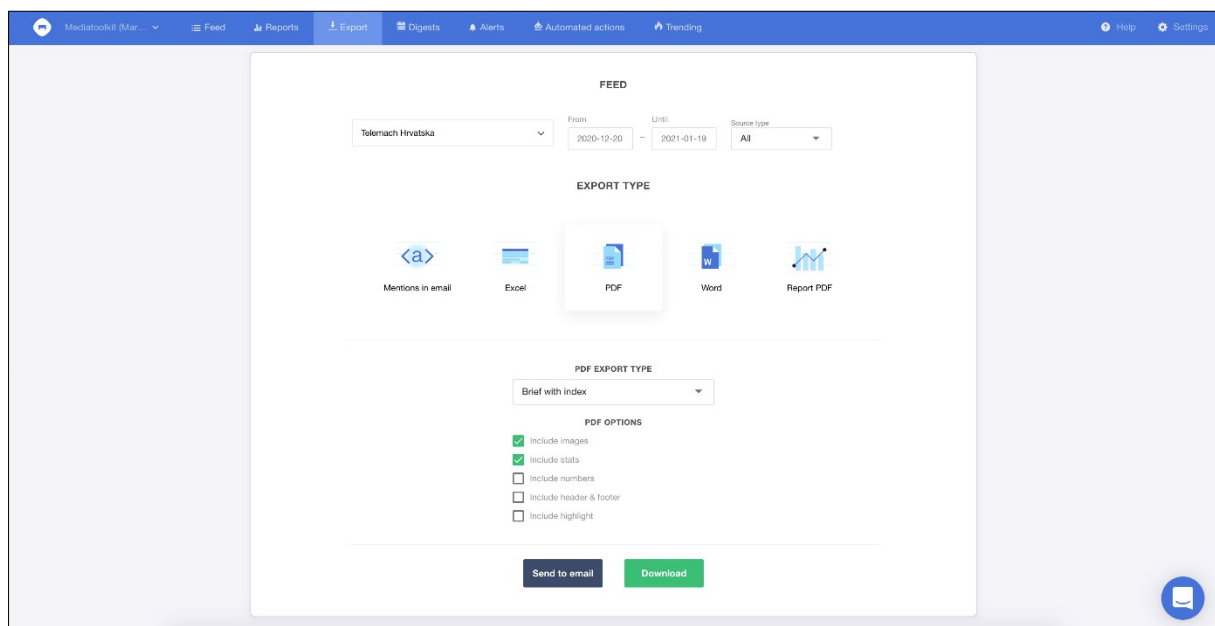 Mediatoolkit (Mar... Feed Reports Export Digests Alerts Automated actions Trending Help Settings
FEED
From Until Source type
Telemach Hrvatska 2020-12-20 – 2021-01-19 All
EXPORT TYPE
<a> W
Mentions in email Excel PDF Word Report PDF
PDF EXPORT TYPE
Brief with index
PDF OPTIONS
Include images
Include stats
Include numbers
Include header & footer
Include highlight
Send to email Download